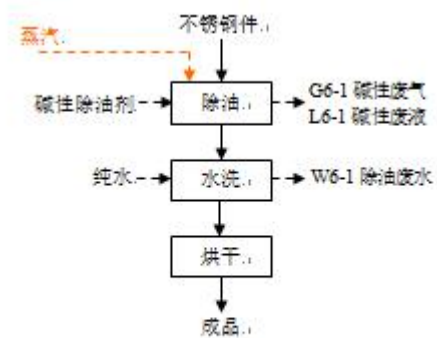 不锈钢件
蒸汽
碱性除油剂
除油
G6-1 碱性废气
L6-1 碱性废液
纯水
水洗
W6-1 除油废水
烘干
成品